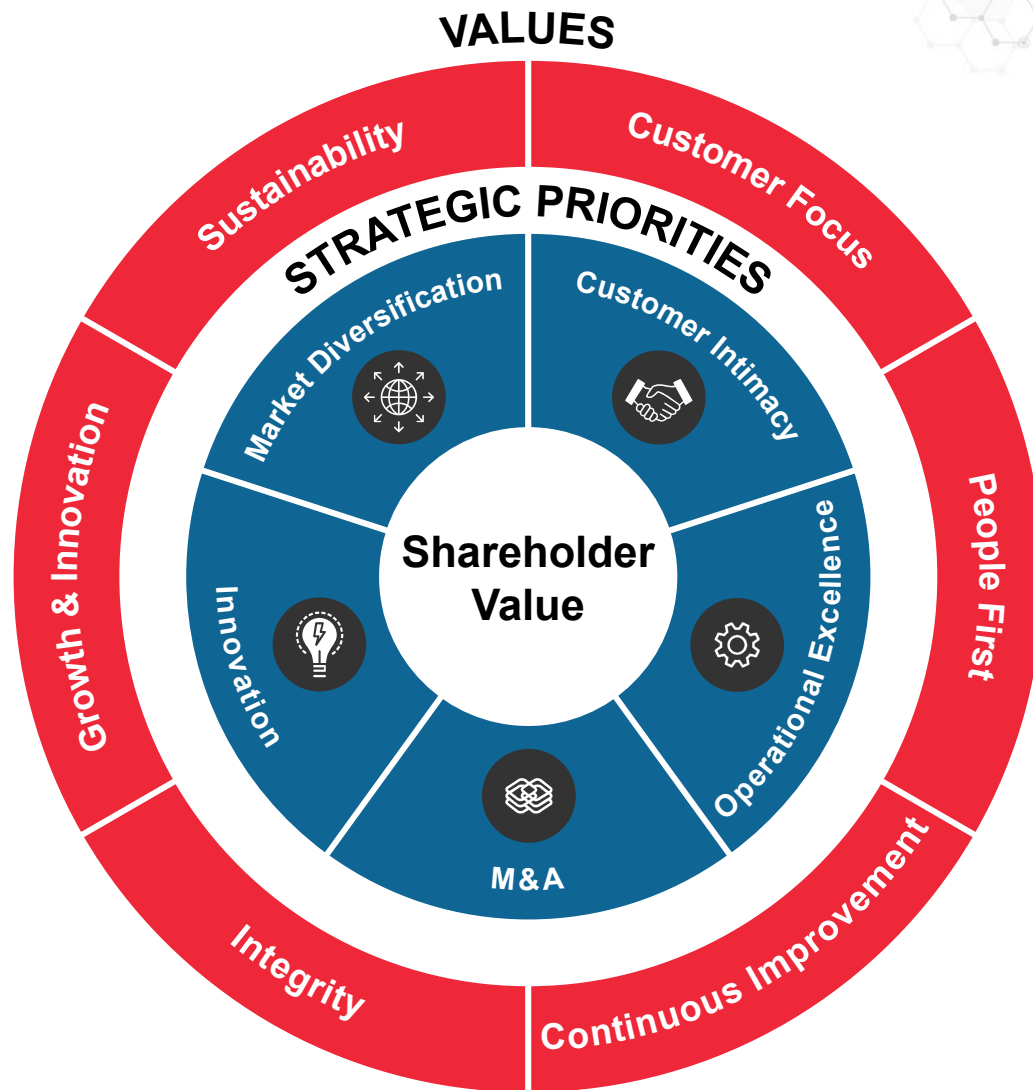 VALUES
Sustainability
Customer Focus
People First
Continuous Improvement
Integrity
Growth & Innovation
STRATEGIC PRIORITIES
Market Diversification
Customer Intimacy
Operational Excellence
M&A
Innovation
Shareholder
Value